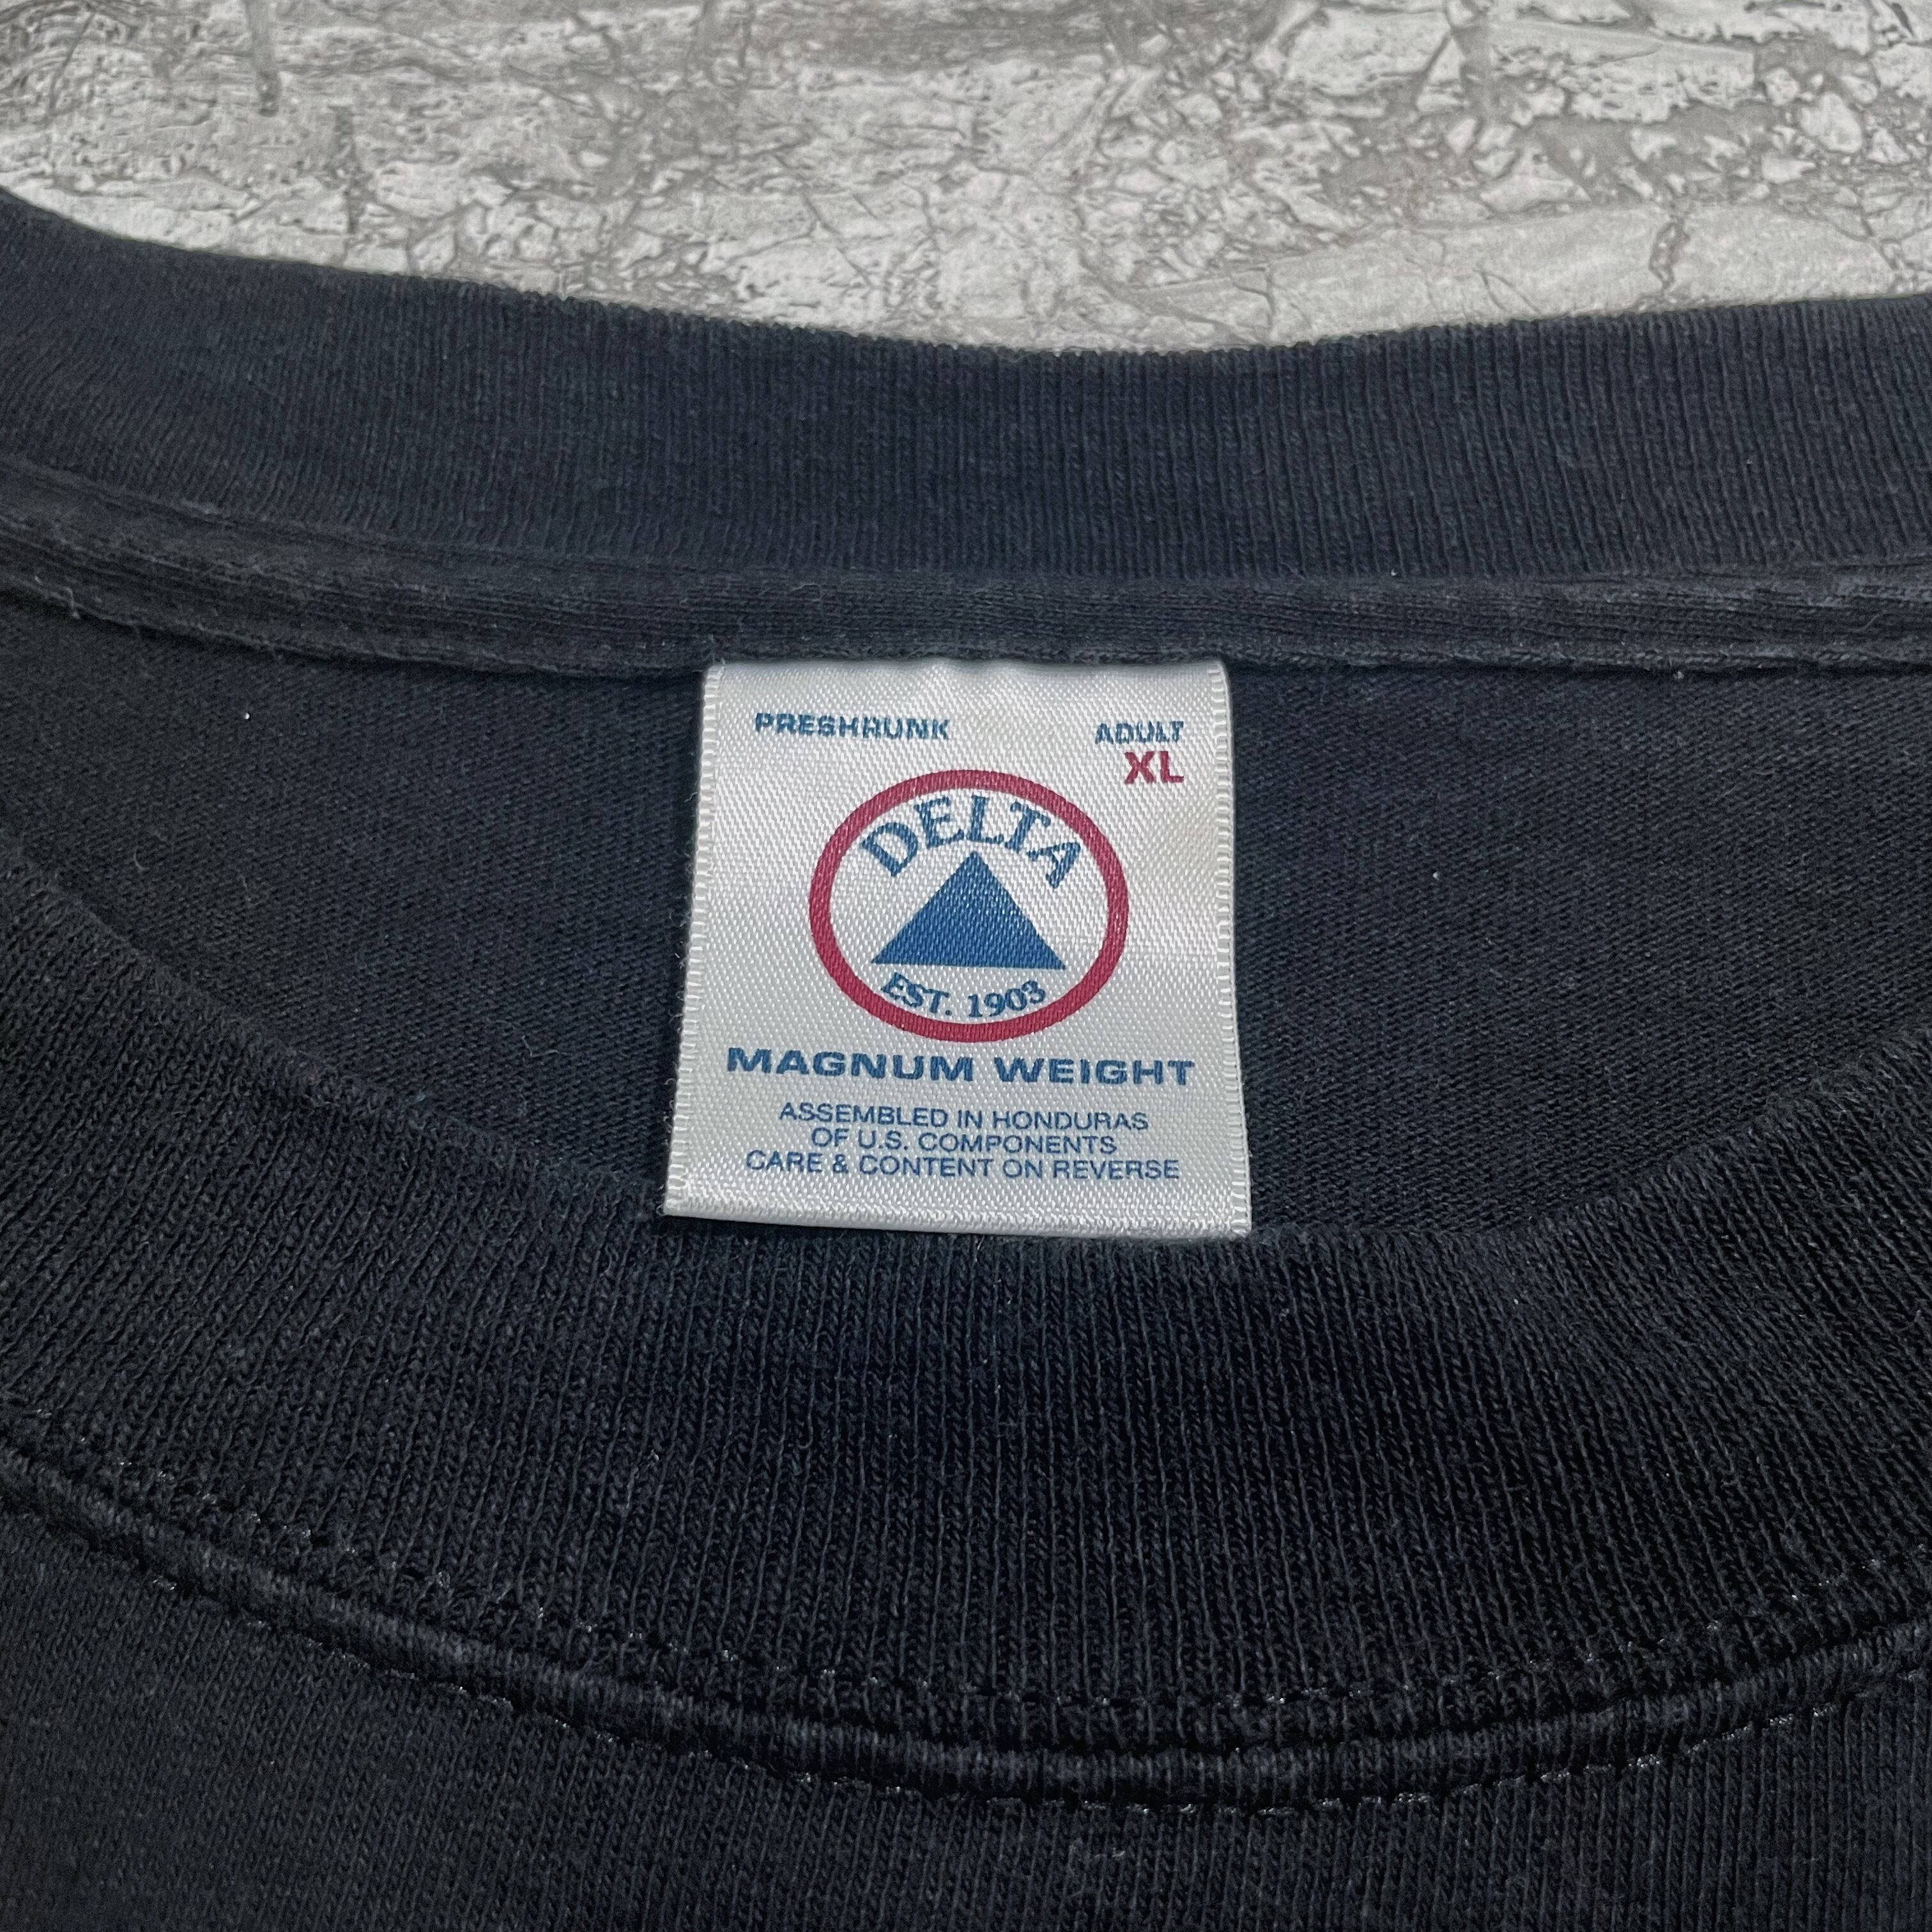 PRESHRUNK
ADULT
XL
DELTA
EST. 1903
MAGNUM WEIGHT
ASSEMBLED IN HONDURAS
OF U.S. COMPONENTS
CARE & CONTENT ON REVERSE